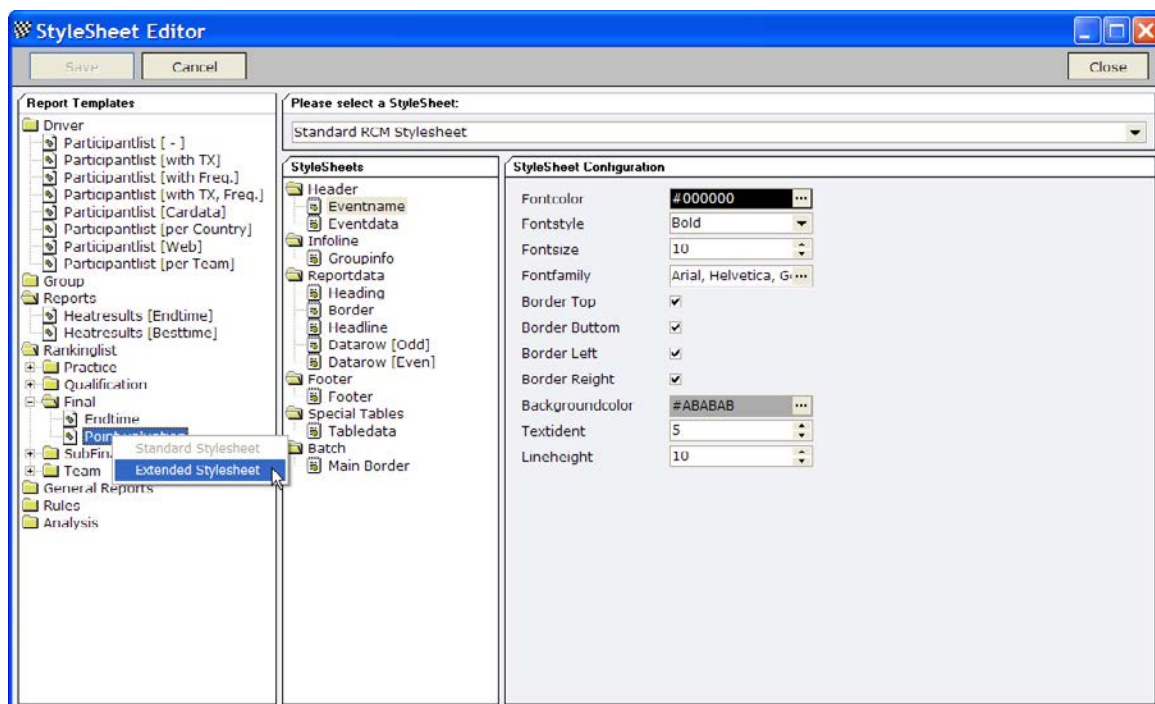 StyleSheet Editor
Save
Cancel
Close
Report Templates
Driver
Participantlist [ - ]
Participantlist [with TX]
Participantlist [with Freq.]
Participantlist [with TX, Freq.]
Participantlist [Cardata]
Participantlist [per Country]
Participantlist [Web]
Participantlist [per Team]
Group
Reports
Heatresults [Endtime]
Heatresults [Besttime]
Rankinglist
Practice
Qualification
Final
Endtime
SubFin
Team
General Reports
Rules
Analysis
Standard Stylesheet
Extended Stylesheet
Please select a StyleSheet:
Standard RCM Stylesheet
StyleSheets
Header
Eventname
Eventdata
Infoline
Groupinfo
Reportdata
Heading
Border
Headline
Datarow [Odd]
Datarow [Even]
Footer
Footer
Special Tables
Tabledata
Batch
Main Border
StyleSheet Configuration
Fontcolor #000000 ...
Fontstyle Bold
Fontsize 10
Fontfamily Arial, Helvetica, G ...
Border Top
Border Buttom
Border Left
Border Reight
Backgroundcolor #ABABAB ...
Textident 5
Lineheight 10